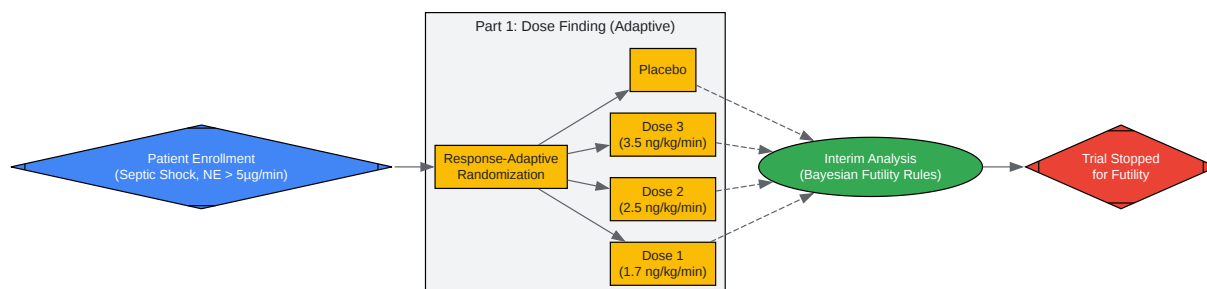 Part 1: Dose Finding (Adaptive)
Patient Enrollment
(Septic Shock, NE > 5µg/min)
Response-Adaptive
Randomization
Placebo
Dose 3
(3.5 ng/kg/min)
Dose 2
(2.5 ng/kg/min)
Dose 1
(1.7 ng/kg/min)
Interim Analysis
(Bayesian Futility Rules)
Trial Stopped
for Futility